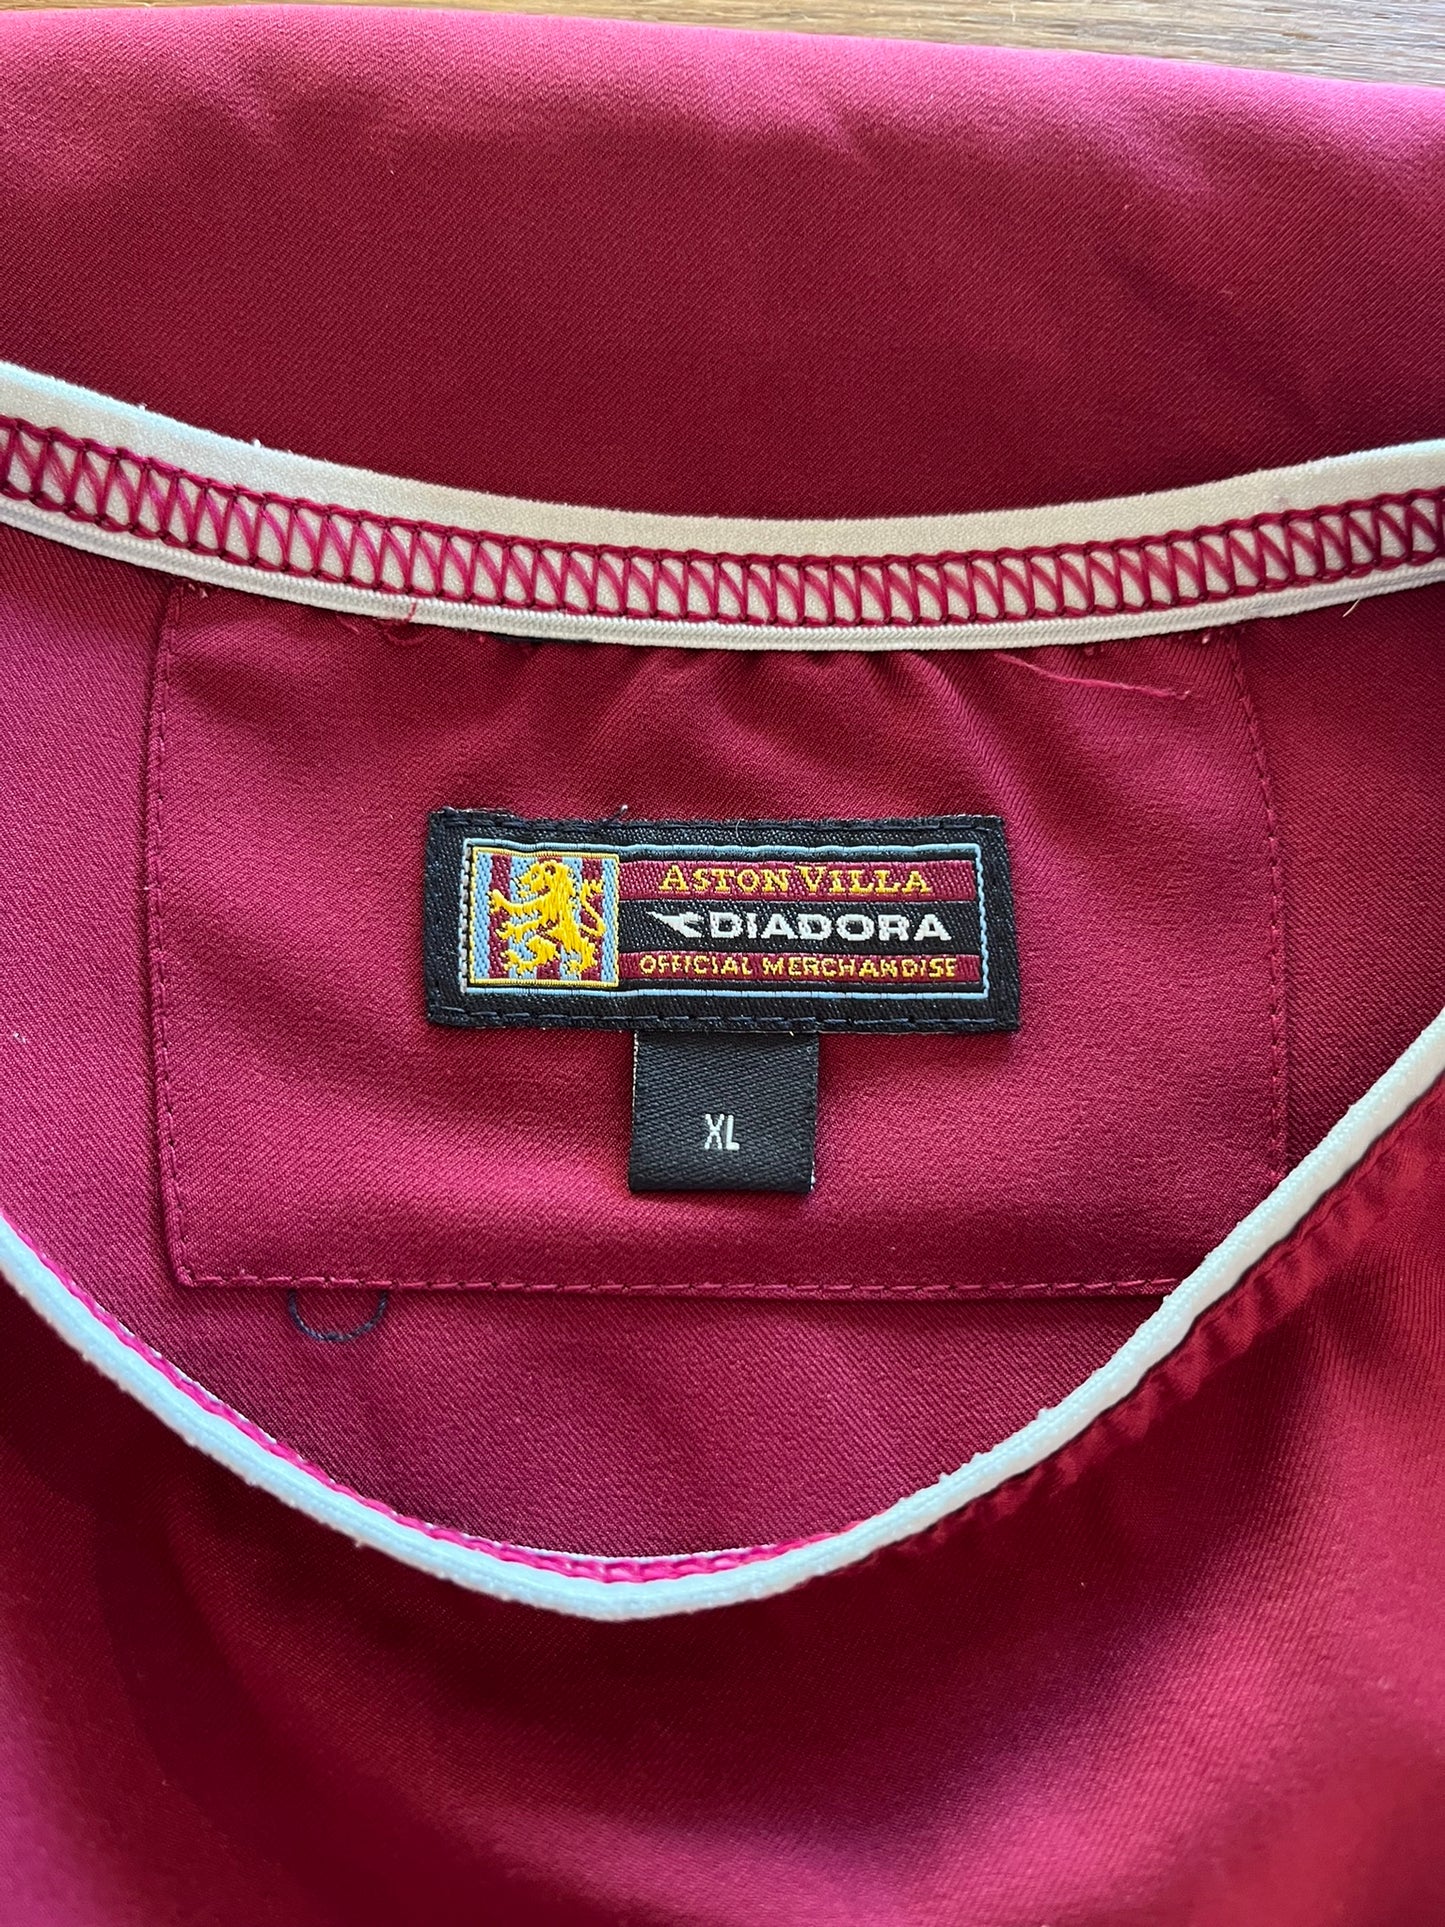 ASTON VILLA
DIADORA
OFFICIAL MERCHANDISE
XL